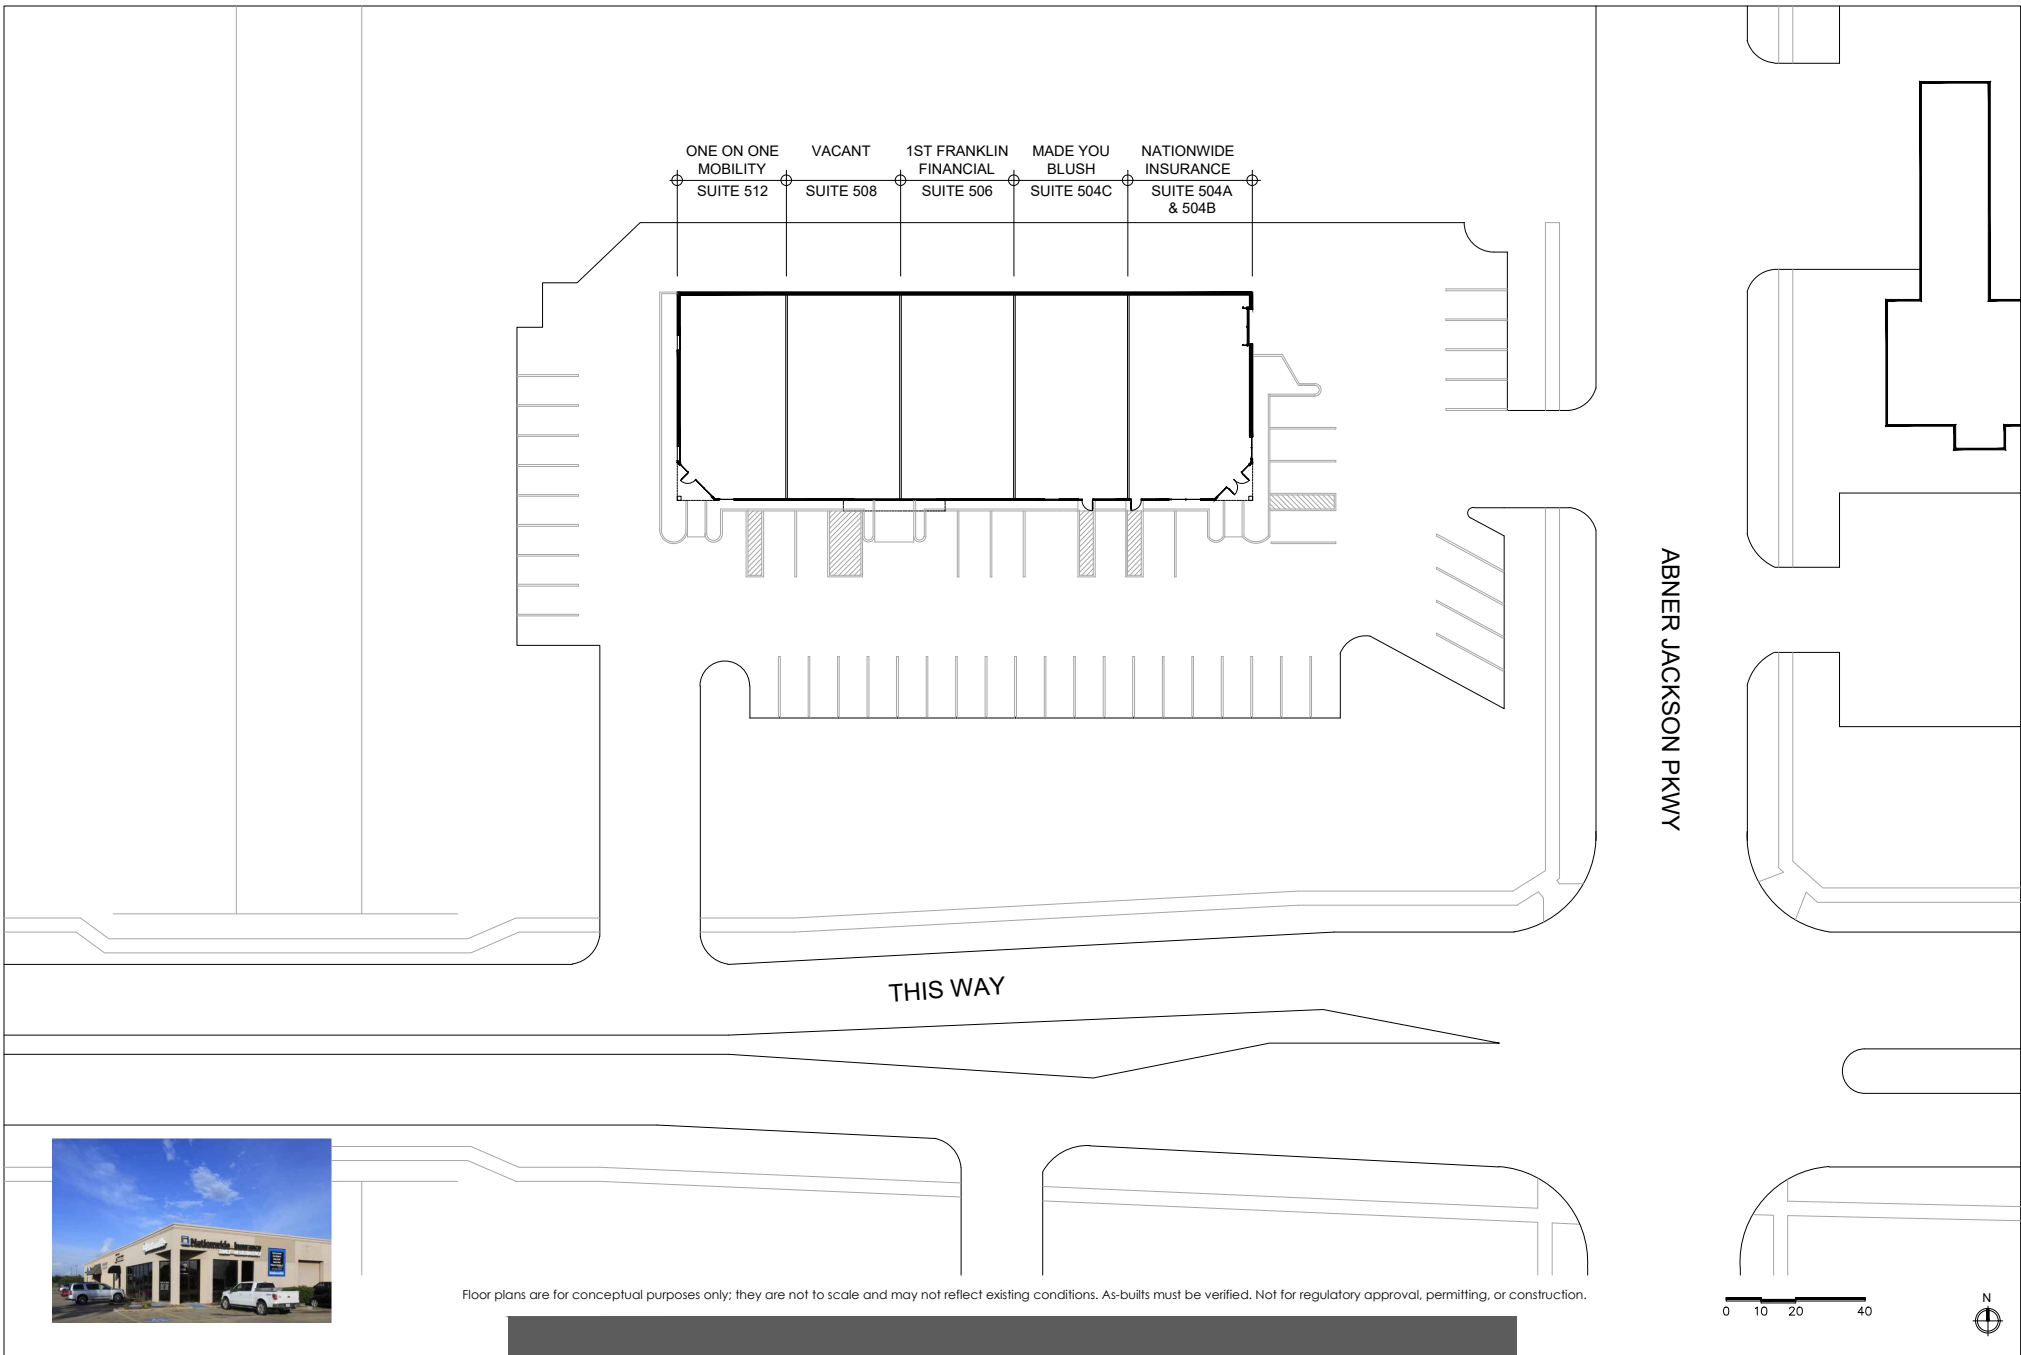 ONE ON ONE
MOBILITY
SUITE 512
VACANT
SUITE 508
1ST FRANKLIN
FINANCIAL
SUITE 506
MADE YOU
BLUSH
SUITE 504C
NATIONWIDE
INSURANCE
SUITE 504A
& 504B
ABNER JACKSON PKWY
THIS WAY
Nationwide Insurance
Floor plans are for conceptual purposes only; they are not to scale and may not reflect existing conditions. As-builts must be verified. Not for regulatory approval, permitting, or construction.
0 10 20 40
N